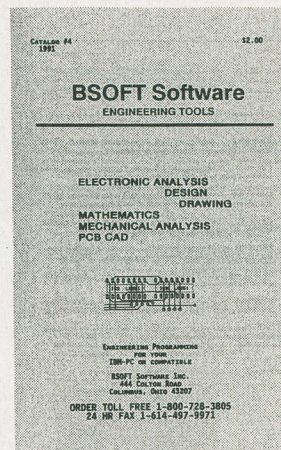 CATALOG #4 $2.00
1991
BSOFT Software
ENGINEERING TOOLS
ELECTRONIC ANALYSIS
DESIGN
DRAWING
MATHEMATICS
MECHANICAL ANALYSIS
PCB CAD
ENGINEERING PROGRAMMING
FOR YOUR
IBM-PC OR COMPATIBLE
BSOFT SOFTWARE INC.
444 COLTON ROAD
COLUMBUS, OHIO 43207
ORDER TOLL FREE 1-800-728-3805
24 HR FAX 1-614-497-9971